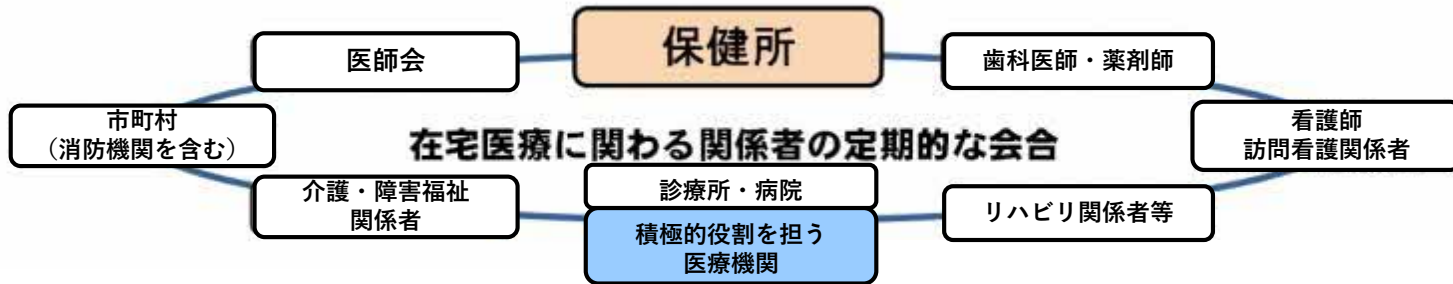 保健所
医師会
歯科医師・薬剤師
市町村
（消防機関を含む）
在宅医療に関わる関係者の定期的な会合
看護師
訪問看護関係者
介護・障害福祉
関係者
診療所・病院
リハビリ関係者等
積極的役割を担う
医療機関